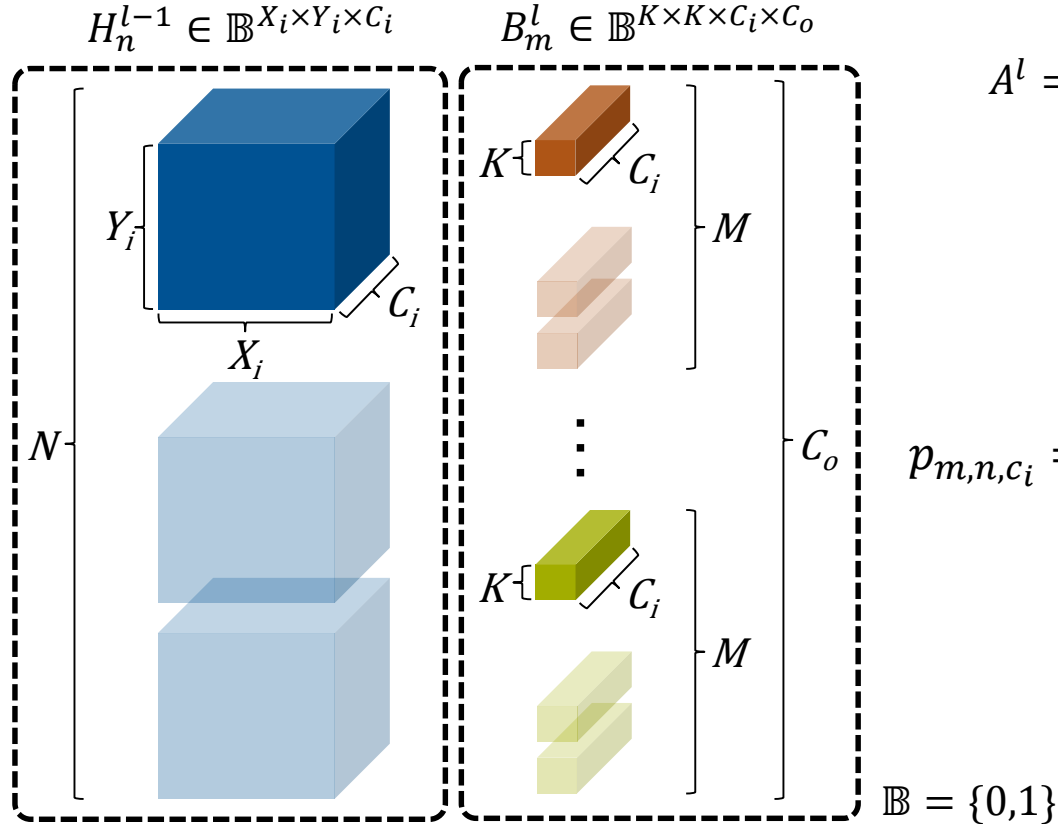 H_n^{l-1} ∈ 𝔹^{X_i×Y_i×C_i}
B_m^l ∈ 𝔹^{K×K×C_i×C_o}
A^l =
Y_i
C_i
X_i
N
K
C_i
M
C_o
K
C_i
M
p_{m,n,c_i} =
𝔹 = {0,1}